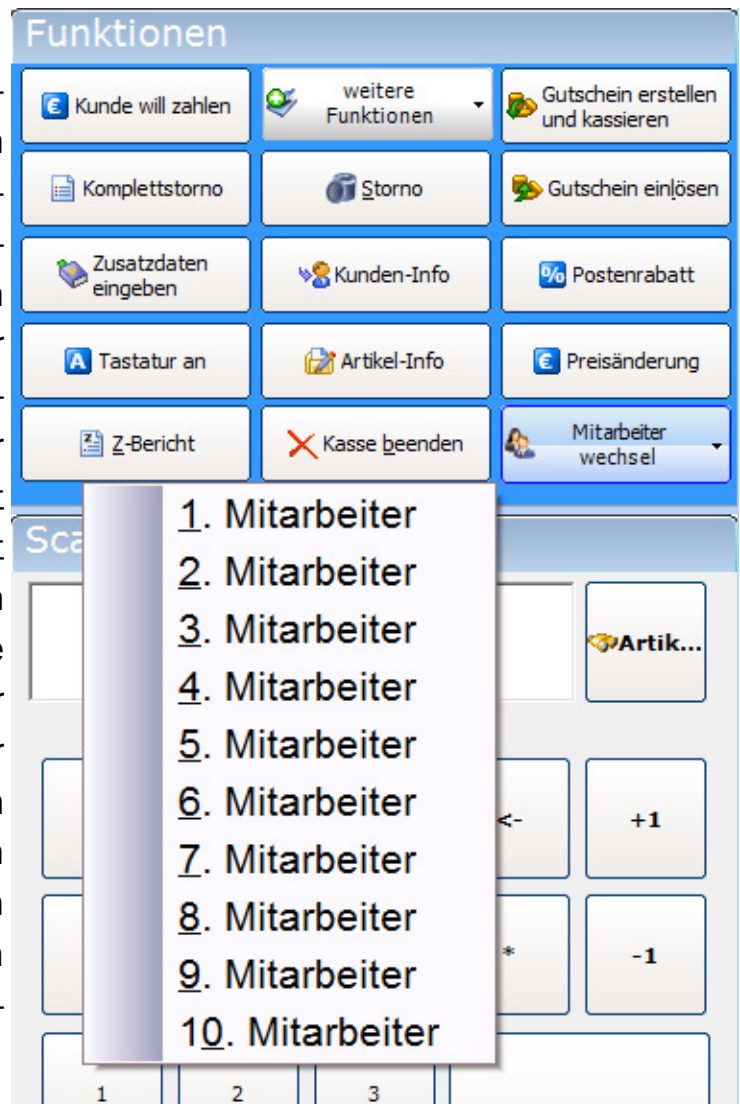 Funktionen
Kunde will zahlen
weitere
Funktionen
Gutschein erstellen
und kassieren
Komplettstorno
Storno
Gutschein einlösen
Zusatzdaten
eingeben
Kunden-Info
Postenrabatt
Tastatur an
Artikel-Info
Preisänderung
Z-Bericht
Kasse beenden
Mitarbeiter
wechsel
1. Mitarbeiter
2. Mitarbeiter
3. Mitarbeiter
4. Mitarbeiter
5. Mitarbeiter
6. Mitarbeiter
7. Mitarbeiter
8. Mitarbeiter
9. Mitarbeiter
10. Mitarbeiter
Artik...
<- +1
* -1
1 2 3